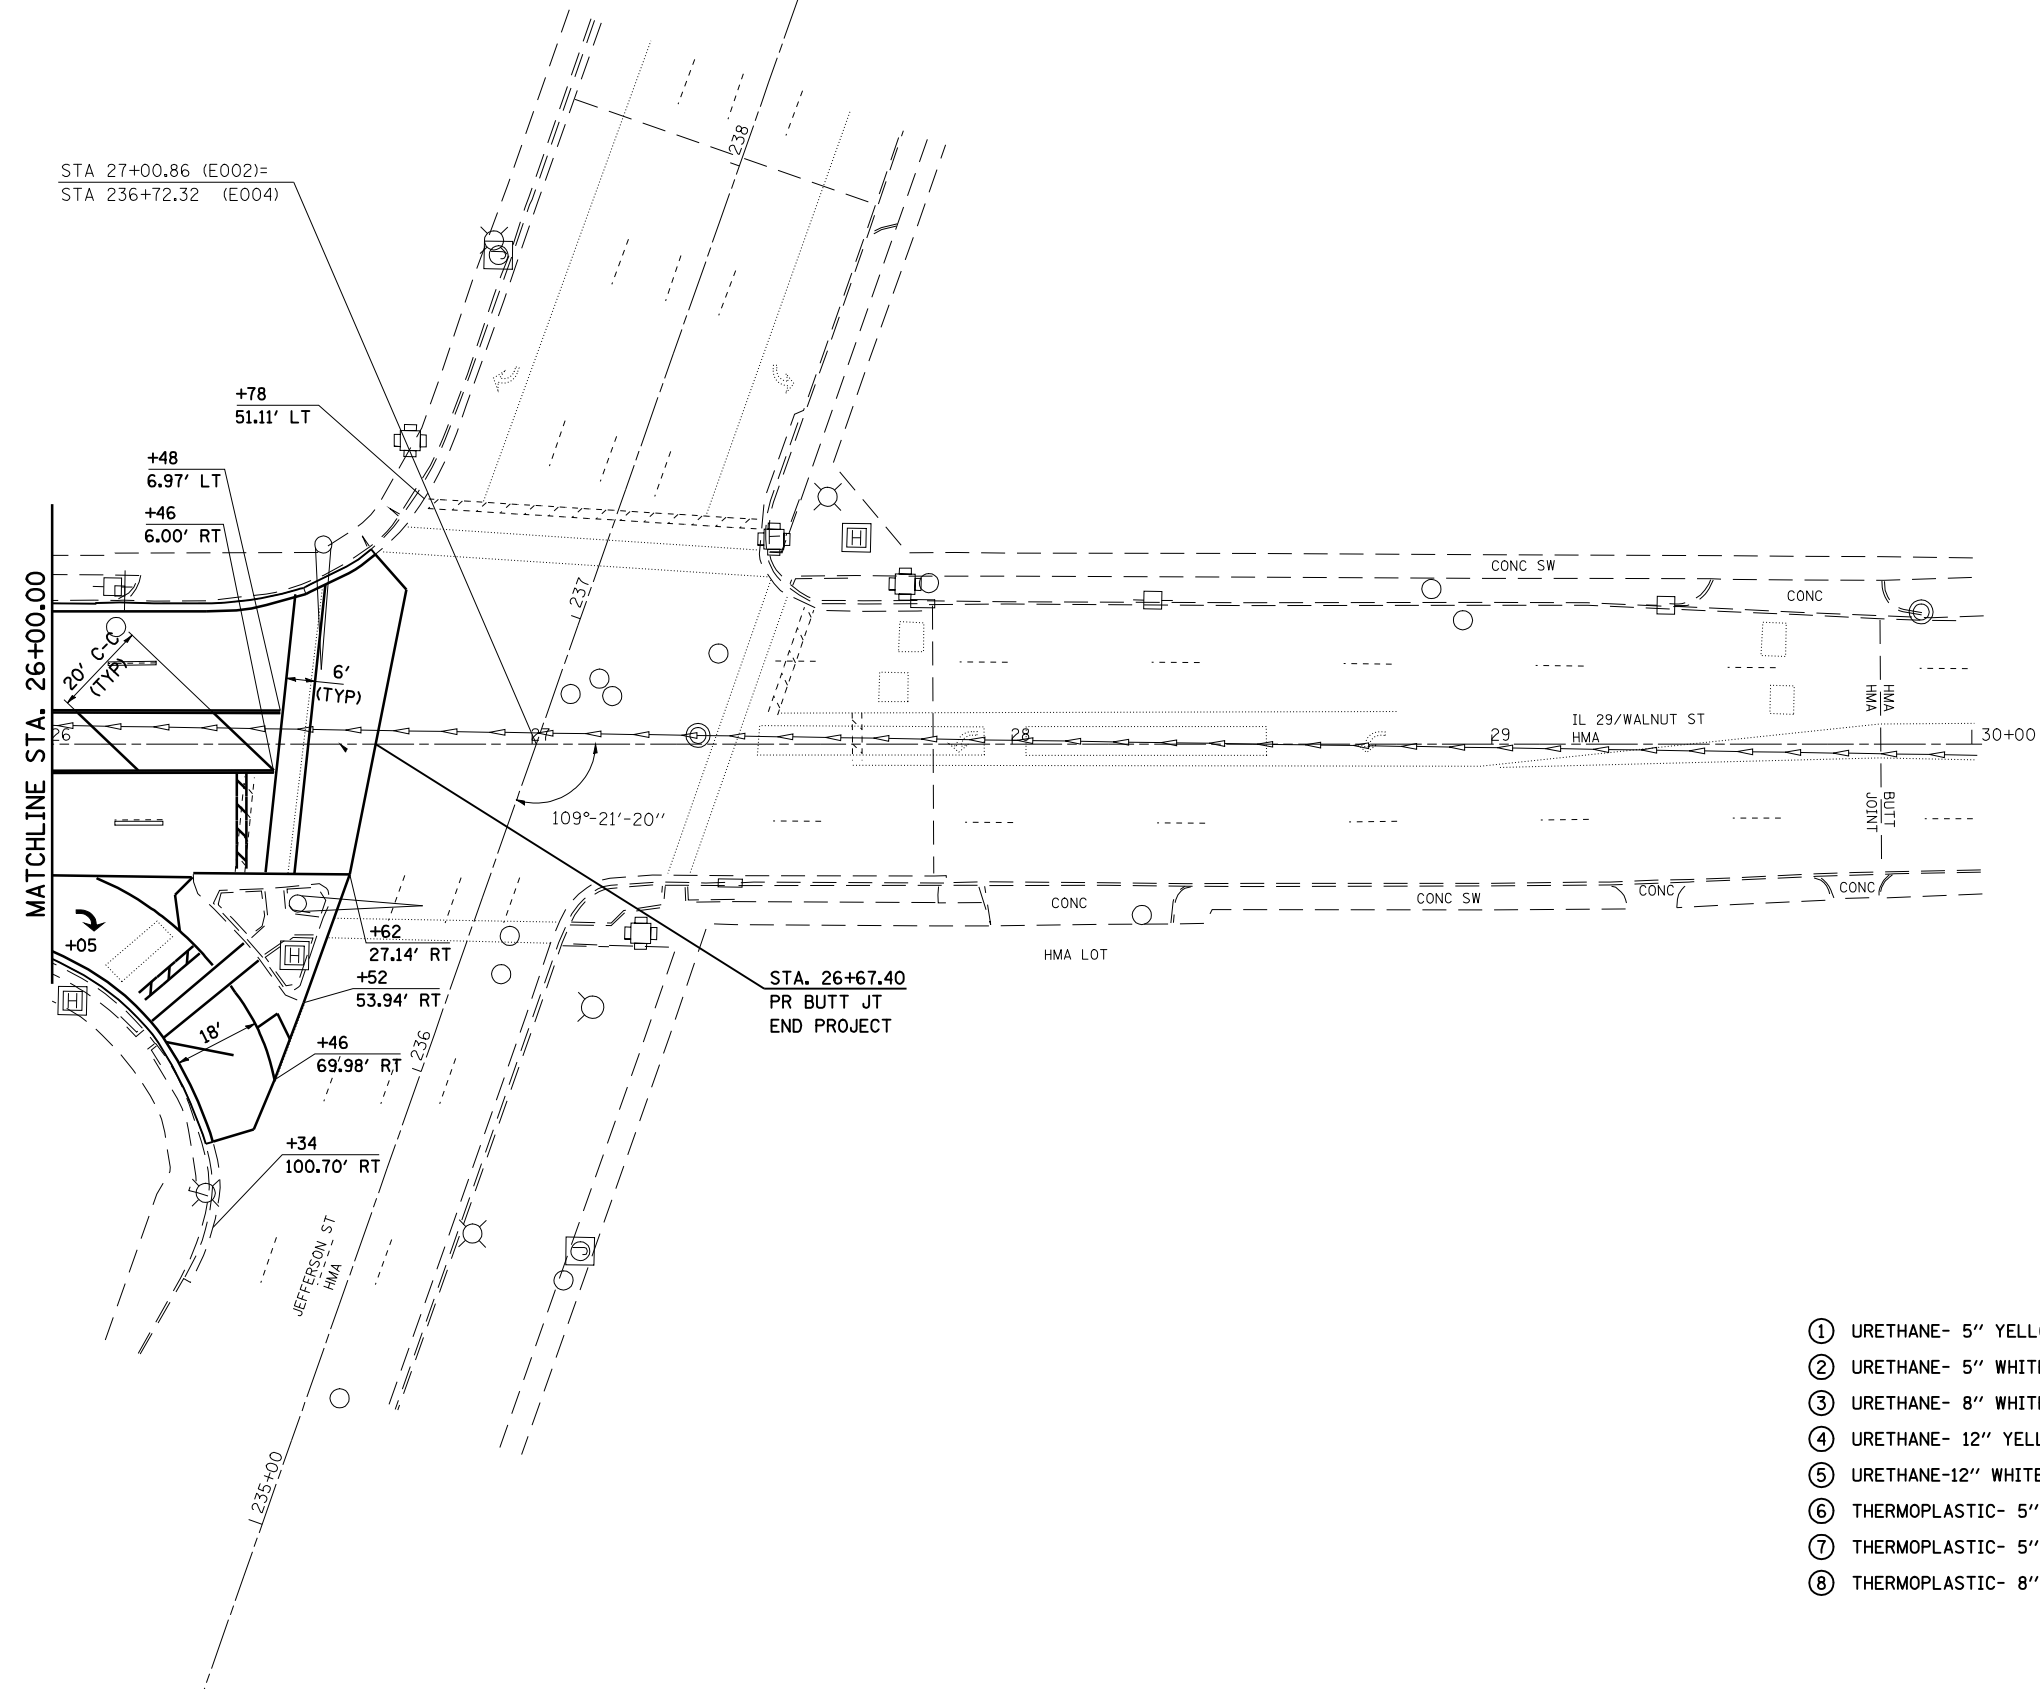 238
STA 27+00.86 (E002)=
STA 236+72.32 (E004)
+78
51.11' LT
+48
6.97' LT
+46
6.00' RT
MATCHLINE STA. 26+00.00
20' C-C
(TYP)
6'
(TYP)
237
H
CONC SW
CONC
HMA
HMA
IL 29/WALNUT ST
HMA
26
27
28
29
30+00
109°-21'-20"
BUTT
JOINT
+05
H
H
+62
27.14' RT
+52
53.94' RT
18'
+46
69.98' RT
236
STA. 26+67.40
PR BUTT JT
END PROJECT
CONC
CONC SW
CONC
CONC
HMA LOT
+34
100.70' RT
JEFFERSON ST
HMA
J
235+00
1 URETHANE- 5" YELL
2 URETHANE- 5" WHITE
3 URETHANE- 8" WHITE
4 URETHANE- 12" YELL
5 URETHANE-12" WHITE
6 THERMOPLASTIC- 5"
7 THERMOPLASTIC- 5"
8 THERMOPLASTIC- 8"